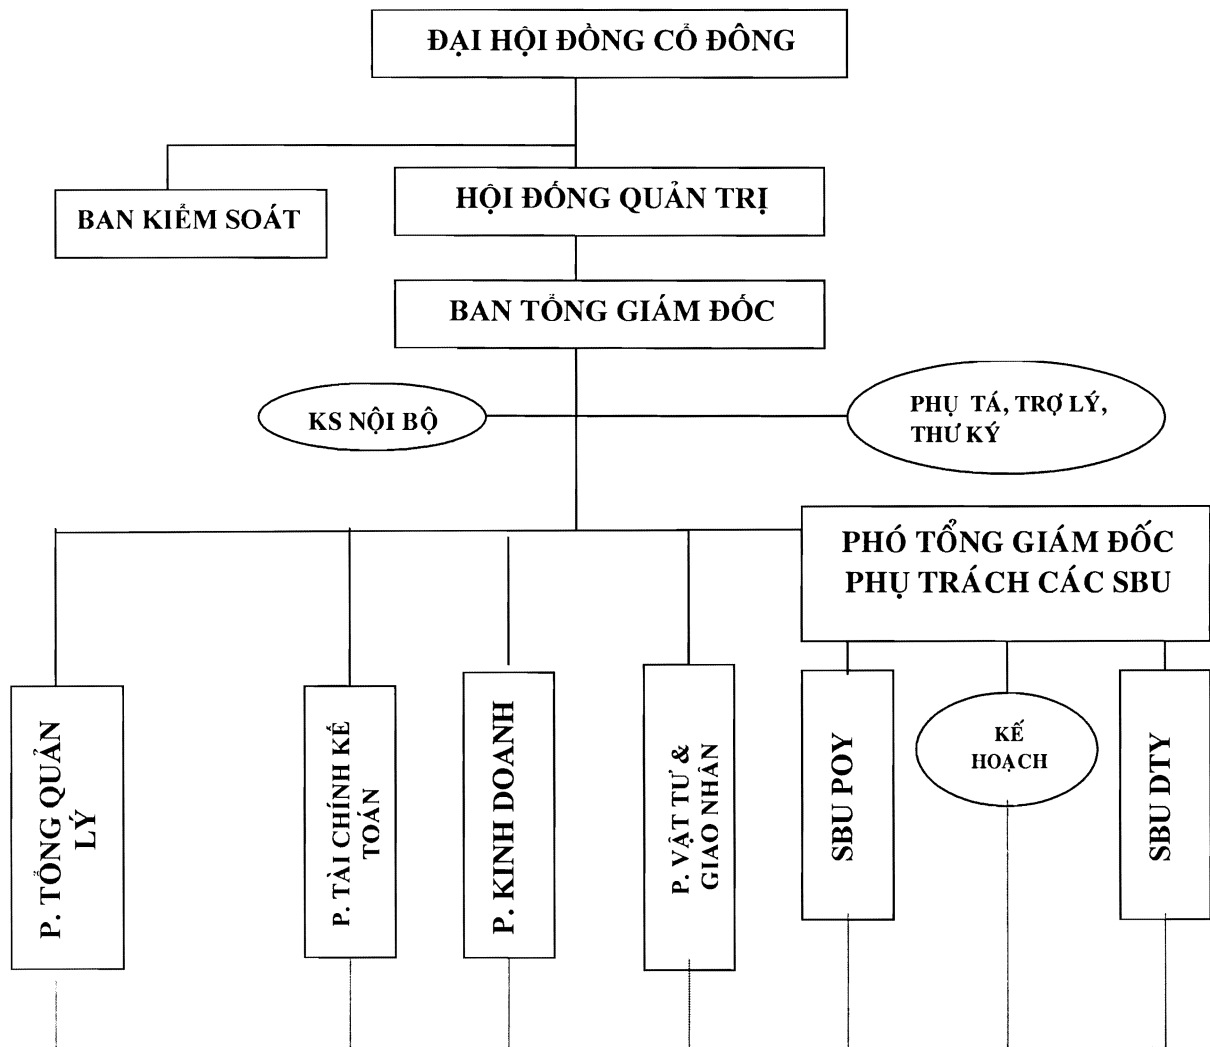 ĐẠI HỘI ĐỒNG CỔ ĐÔNG
HỘI ĐỒNG QUẢN TRỊ
BAN KIỂM SOÁT
BAN TỔNG GIÁM ĐỐC
KS NỘI BỘ
PHỤ TÁ, TRỢ LÝ,
THƯ KÝ
PHÓ TỔNG GIÁM ĐỐC
PHỤ TRÁCH CÁC SBU
P. TỔNG QUẢN
LÝ
P. TÀI CHÍNH KẾ
TOÁN
P. KINH DOANH
P. VẬT TƯ &
GIAO NHÂN
SBU POY
KẾ
HOẠCH
SBU DTY